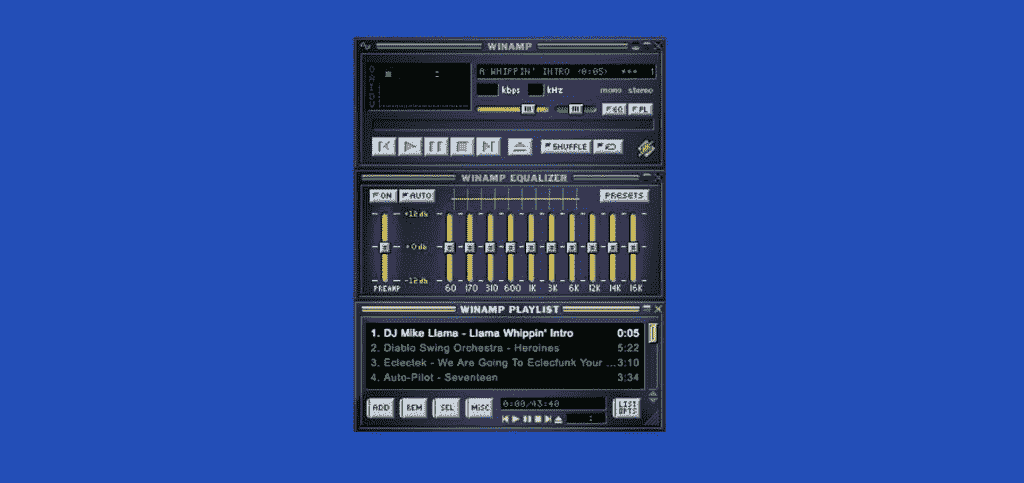 WINAMP
O
A
I
D
V
A WHIPPIN' INTRO (0:05) *** 1
kbps kHz mono stereo
EQ PL
SHUFFLE
WINAMP EQUALIZER
ON AUTO PRESETS
+12 db
+0 db
-12 db
PREAMP 60 170 310 600 1K 3K 6K 12K 14K 16K
WINAMP PLAYLIST
1. DJ Mike Llama - Llama Whippin' Intro 0:05
2. Diablo Swing Orchestra - Heroines 5:22
3. Eclectek - We Are Going To Eclecfunk Your ... 3:10
4. Auto-Pilot - Seventeen 3:34
ADD REM SEL MISC 0:00/43:40 LIST
OPTS
: